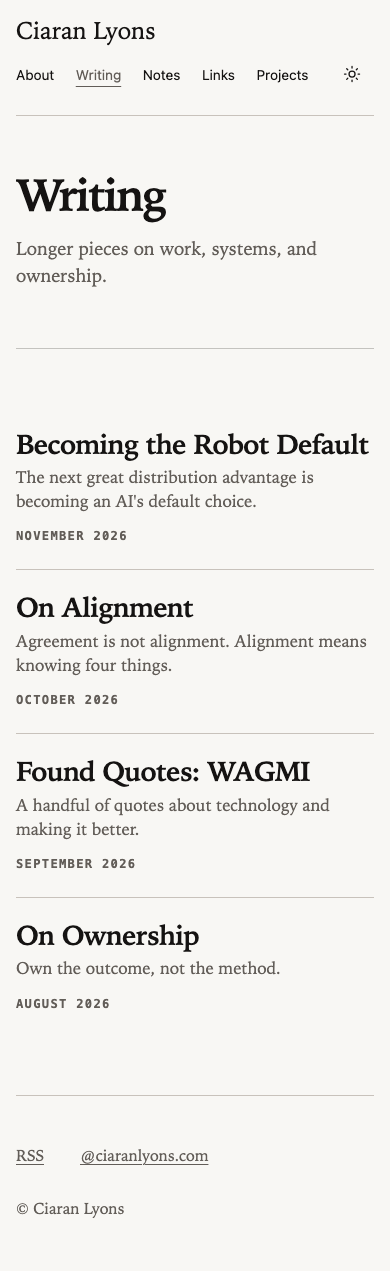 Ciaran Lyons
About Writing Notes Links Projects
Writing
Longer pieces on work, systems, and
ownership.
Becoming the Robot Default
The next great distribution advantage is
becoming an AI's default choice.
NOVEMBER 2026
On Alignment
Agreement is not alignment. Alignment means
knowing four things.
OCTOBER 2026
Found Quotes: WAGMI
A handful of quotes about technology and
making it better.
SEPTEMBER 2026
On Ownership
Own the outcome, not the method.
AUGUST 2026
RSS @ciaranlyons.com
© Ciaran Lyons